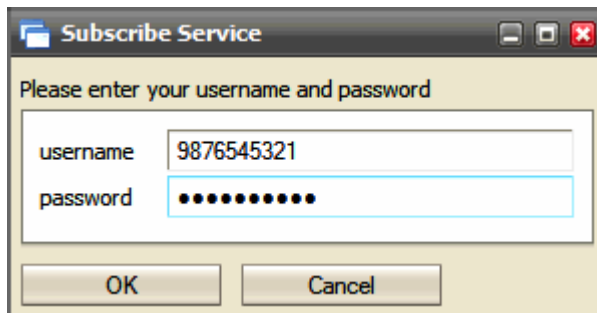 Subscribe Service
Please enter your username and password
username 9876545321
password ●●●●●●●●●●
OK Cancel